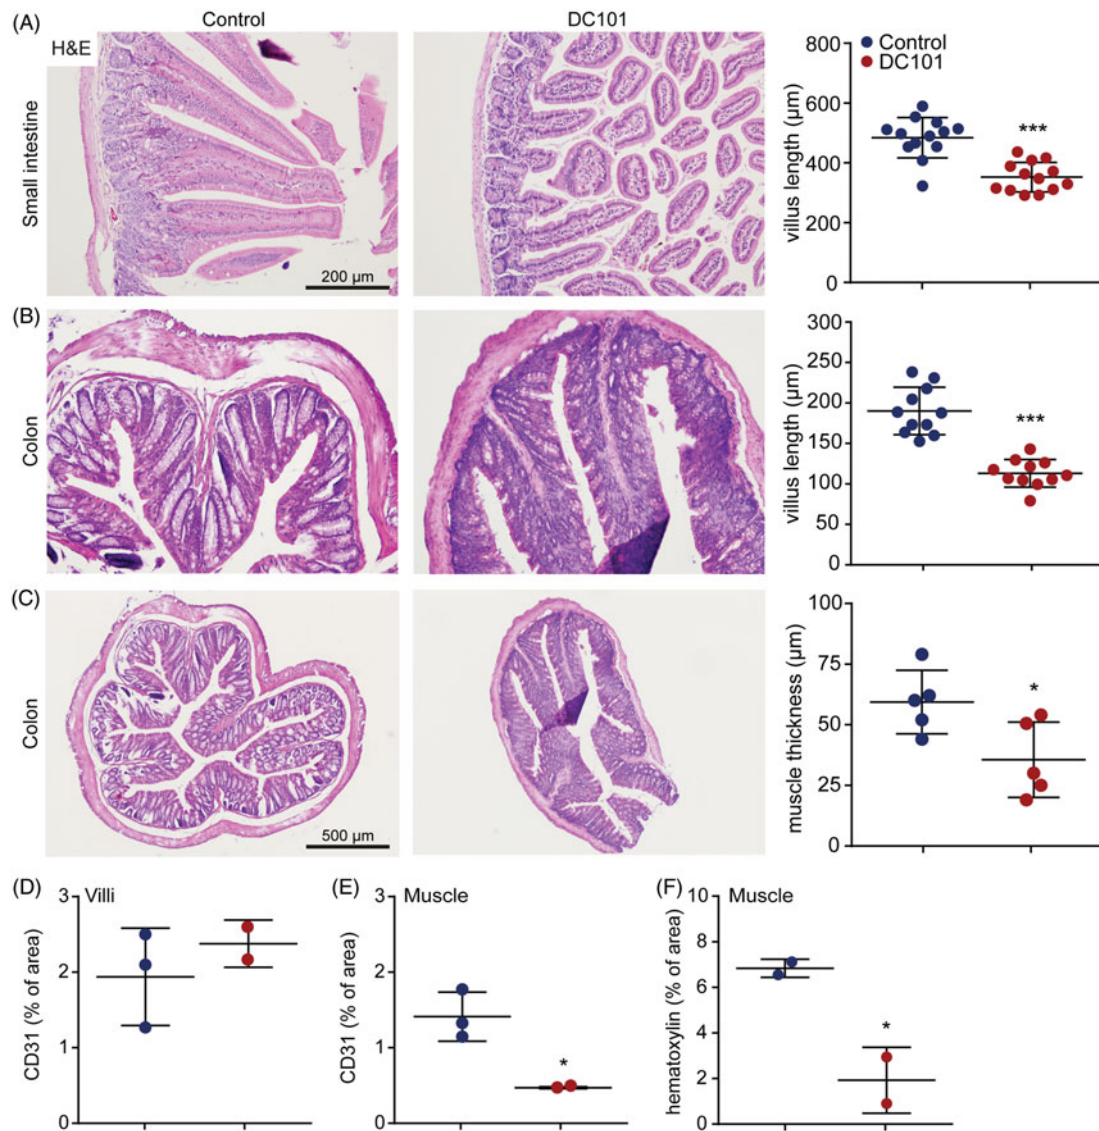 (A)
Control
DC101
H&E
Small intestine
200 µm
villus length (µm)
800
600
400
200
0
Control
DC101
***
(B)
Colon
villus length (µm)
300
250
200
150
100
50
0
***
(C)
Colon
500 µm
muscle thickness (µm)
100
75
50
25
0
*
(D)
Villi
CD31 (% of area)
3
2
1
0
(E)
Muscle
CD31 (% of area)
3
2
1
0
*
(F)
Muscle
hematoxylin (% of area)
10
8
6
4
2
0
*